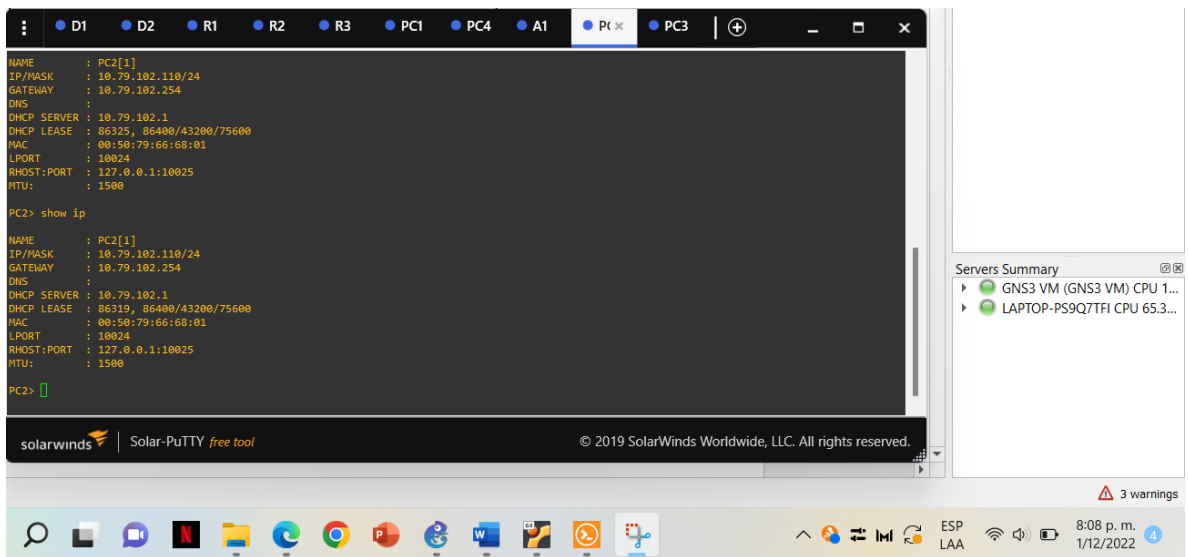 D1 D2 R1 R2 R3 PC1 PC4 A1 P( PC3
NAME : PC2[1]
IP/MASK : 10.79.102.110/24
GATEWAY : 10.79.102.254
DNS :
DHCP SERVER : 10.79.102.1
DHCP LEASE : 86325, 86400/43200/75600
MAC : 00:50:79:66:68:01
LPORT : 10024
RHOST:PORT : 127.0.0.1:10025
MTU: : 1500
PC2> show ip
NAME : PC2[1]
IP/MASK : 10.79.102.110/24
GATEWAY : 10.79.102.254
DNS :
DHCP SERVER : 10.79.102.1
DHCP LEASE : 86319, 86400/43200/75600
MAC : 00:50:79:66:68:01
LPORT : 10024
RHOST:PORT : 127.0.0.1:10025
MTU: : 1500
PC2>
solarwinds Solar-PuTTY free tool © 2019 SolarWinds Worldwide, LLC. All rights reserved.
Servers Summary
GNS3 VM (GNS3 VM) CPU 1...
LAPTOP-PS9Q7TFI CPU 65.3...
3 warnings
ESP
LAA
8:08 p. m.
1/12/2022
4